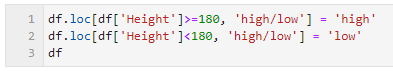 1 df.loc[df['Height']>=180, 'high/low'] = 'high'
2 df.loc[df['Height']<180, 'high/low'] = 'low'
3 df